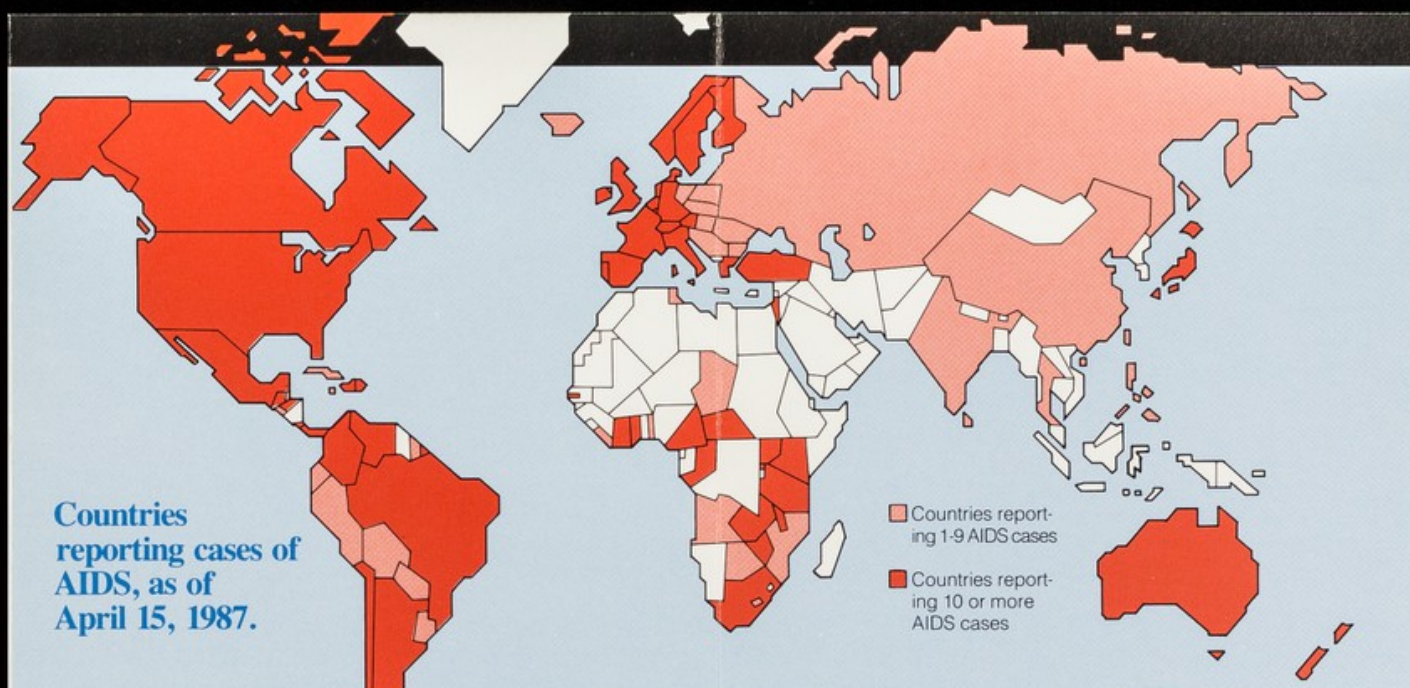 Countries
reporting cases of
AIDS, as of
April 15, 1987.
Countries report-
ing 1-9 AIDS cases
Countries report-
ing 10 or more
AIDS cases